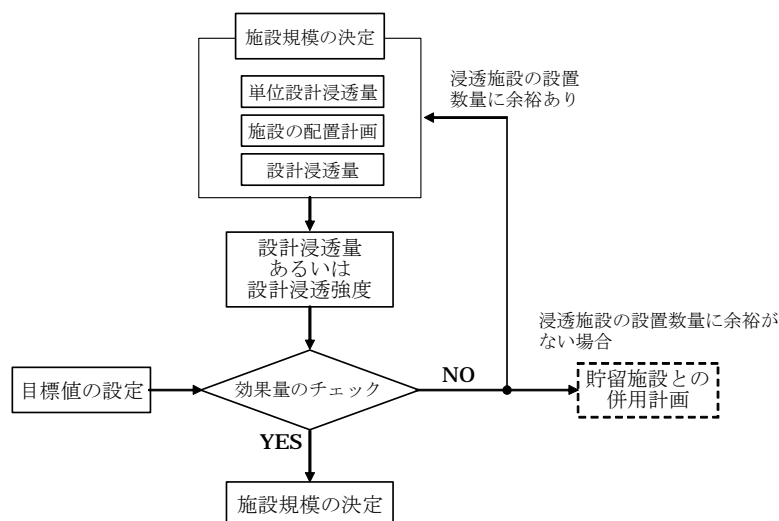 施設規模の決定
単位設計浸透量
施設の配置計画
設計浸透量
浸透施設の設置
数量に余裕あり
設計浸透量
あるいは
設計浸透強度
浸透施設の設置数量に余裕が
ない場合
目標値の設定
効果量のチェック
NO
貯留施設との
併用計画
YES
施設規模の決定